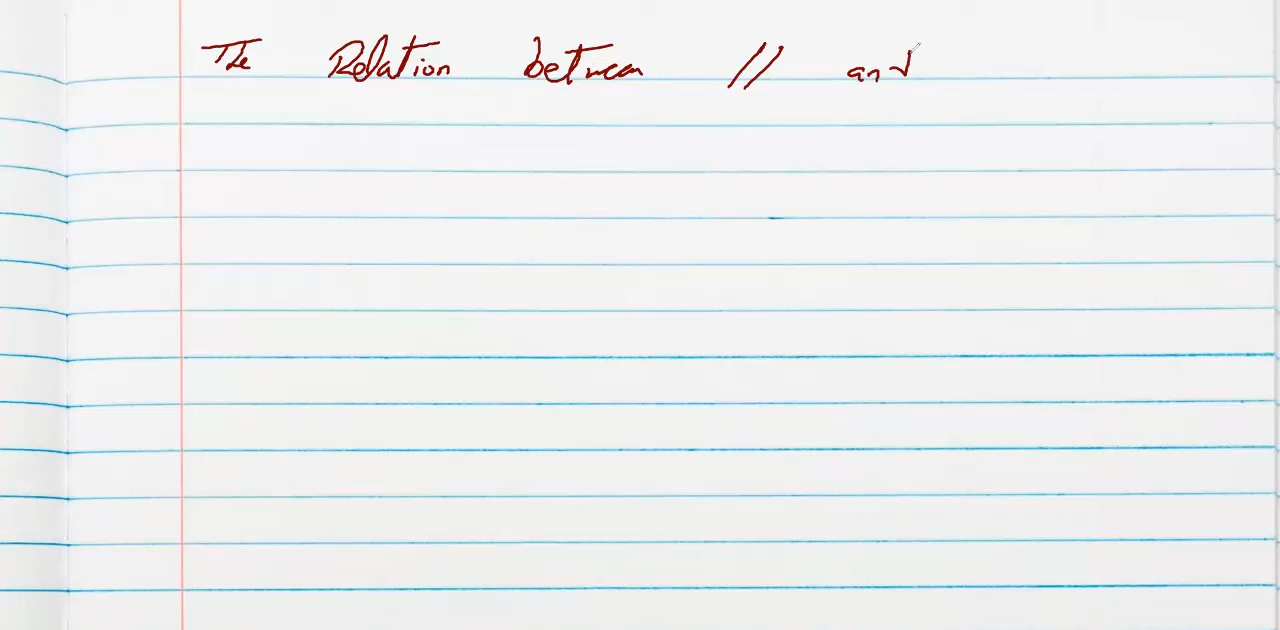 The Relation between // and